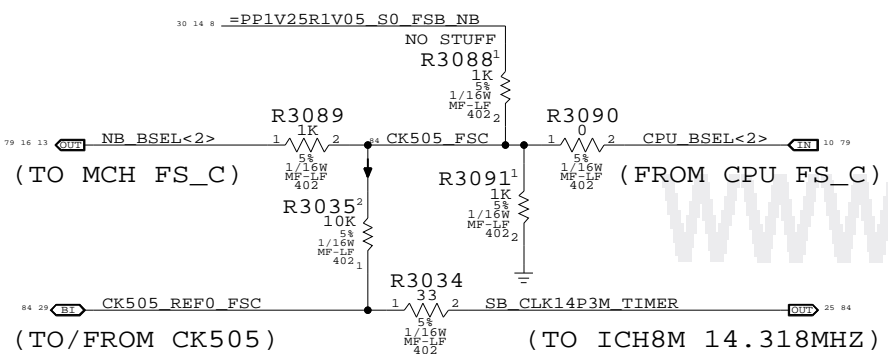 30 14 8 =PP1V25R1V05_S0_FSB_NB
NO STUFF
R3088
1
1K
5%
1/16W
MF-LF
402
2
R3089
1K
1 2
5%
1/16W
MF-LF
402
R3090
0
1 2
5%
1/16W
MF-LF
402
79 16 13 OUT NB_BSEL<2>
84 CK505_FSC
CPU_BSEL<2> IN 10 79
(TO MCH FS_C)
(FROM CPU FS_C)
R3091
1
1K
5%
1/16W
MF-LF
402
2
R3035
2
10K
5%
1/16W
MF-LF
402
1
WW
R3034
33
1 2
5%
1/16W
MF-LF
402
84 29 BI CK505_REF0_FSC
SB_CLK14P3M_TIMER OUT 25 84
(TO/FROM CK505)
(TO ICH8M 14.318MHZ)